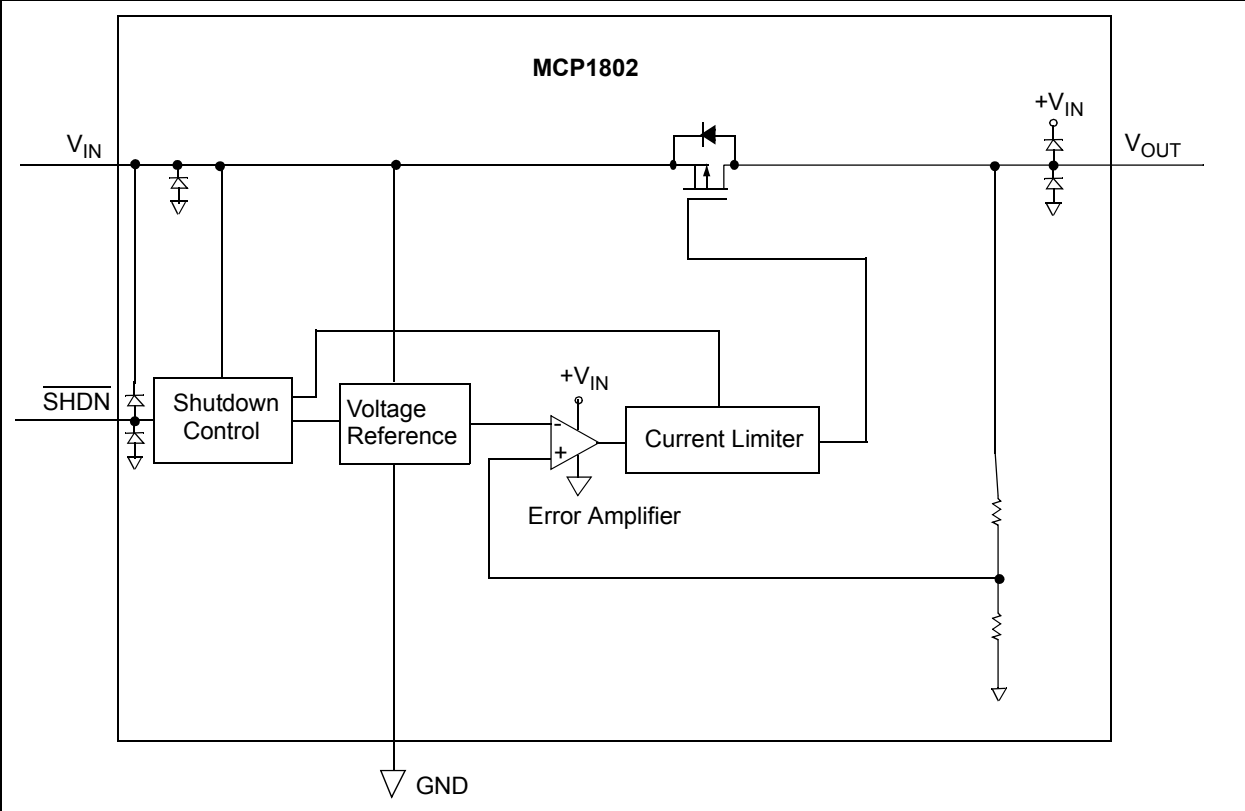 MCP1802
+VIN
VIN
VOUT
+VIN
SHDN
Shutdown
Control
Voltage
Reference
-
+
Current Limiter
Error Amplifier
GND